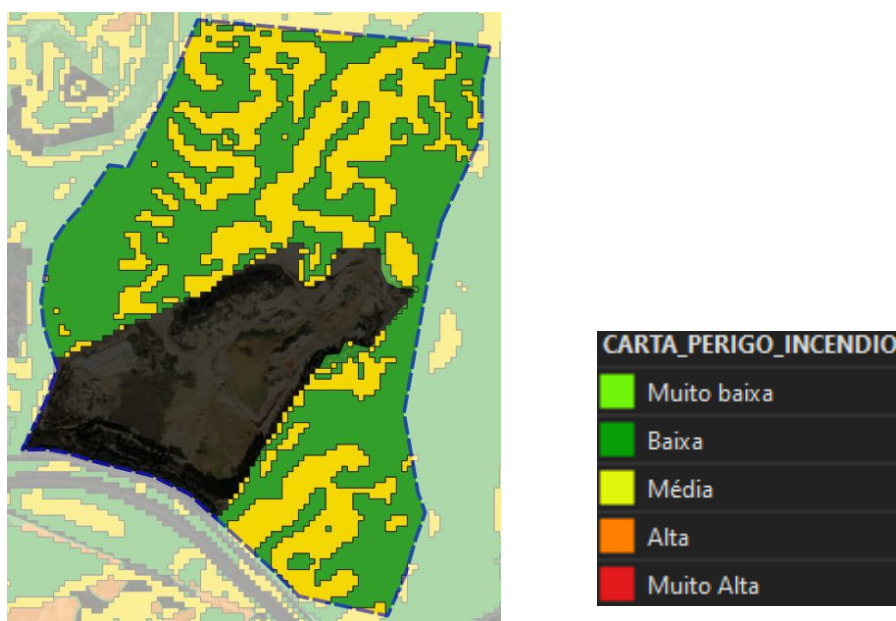 CARTA_PERIGO_INCENDIO
Muito baixa
Baixa
Média
Alta
Muito Alta